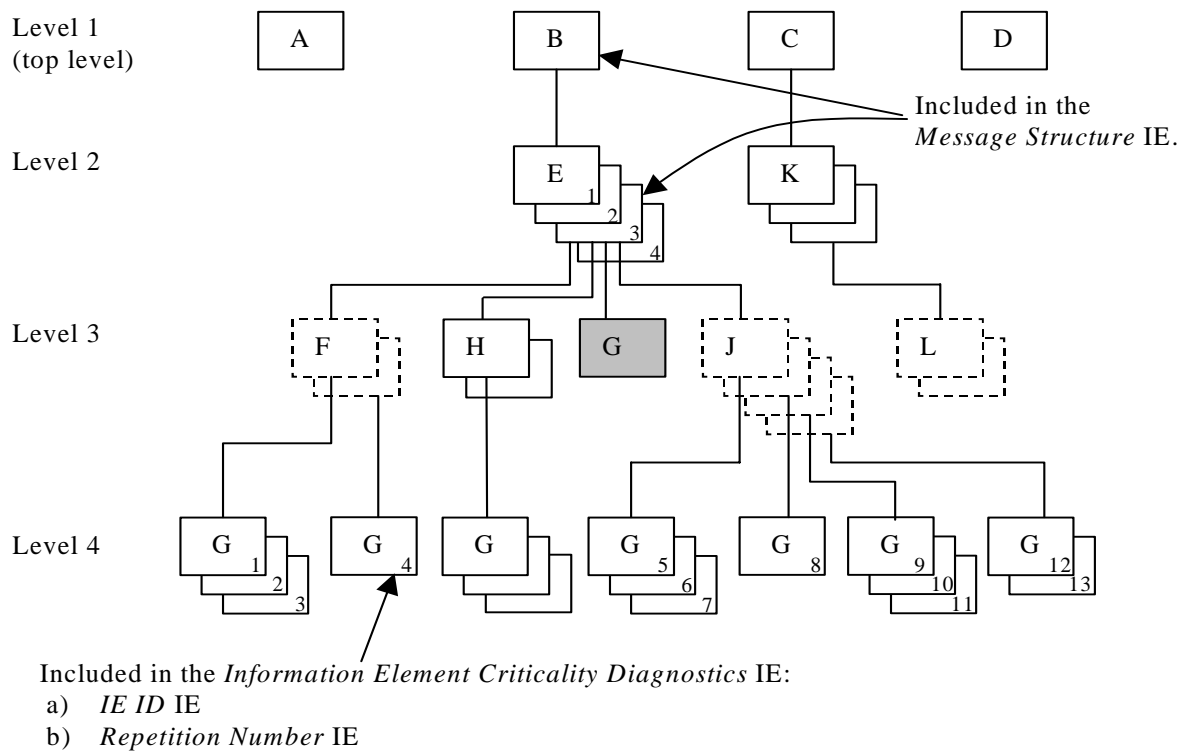 Level 1
(top level)
A
B
C
D
Included in the
Message Structure IE.
Level 2
E
1
2
3
4
K
Level 3
F
H
G
J
L
Level 4
G
1
2
3
G
4
G
G
5
6
7
G
8
G
9
10
11
G
12
13
Included in the Information Element Criticality Diagnostics IE:
a) IE ID IE
b) Repetition Number IE